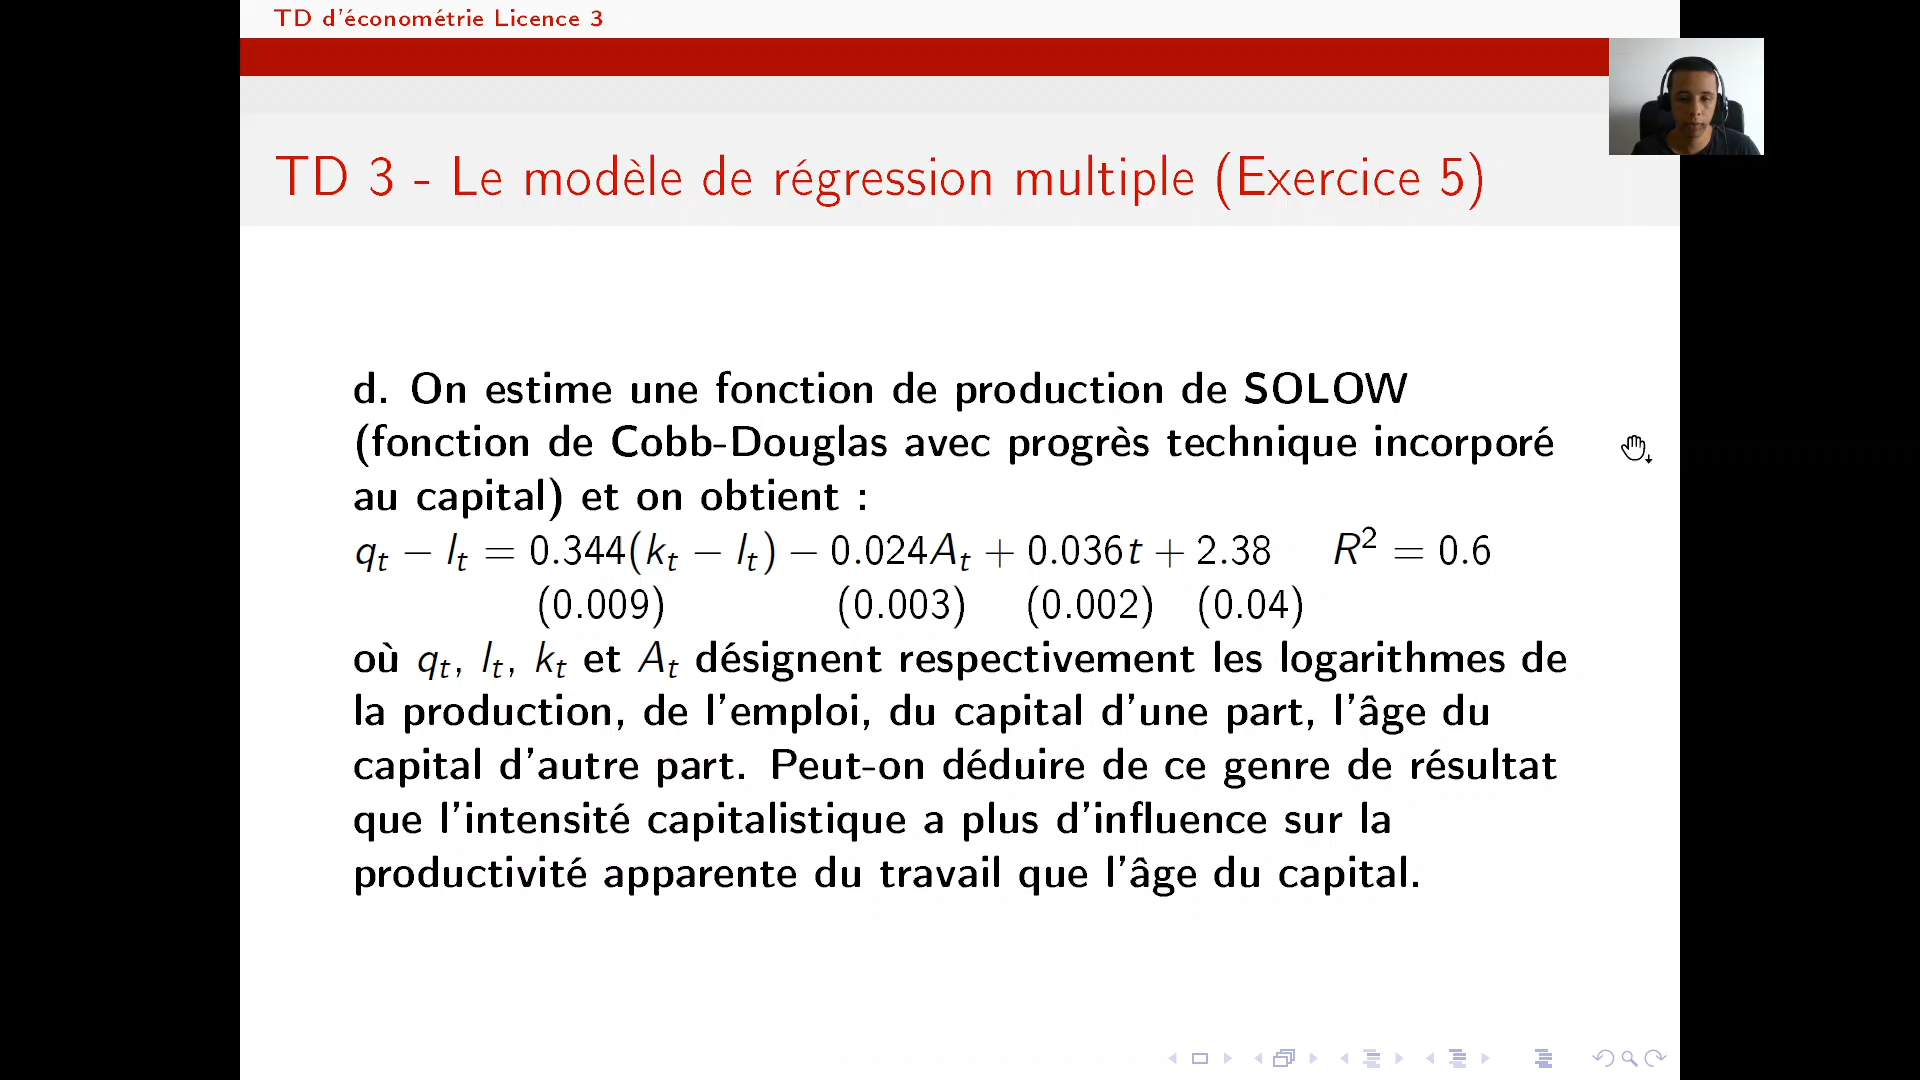 TD d'économétrie Licence 3
TD 3 - Le modèle de régression multiple (Exercice 5)
d. On estime une fonction de production de SOLOW
(fonction de Cobb-Douglas avec progrès technique incorporé
au capital) et on obtient :
qₜ − lₜ = 0.344(kₜ − lₜ) − 0.024Aₜ + 0.036t + 2.38 R² = 0.6
(0.009) (0.003) (0.002) (0.04)
où qₜ, lₜ, kₜ et Aₜ désignent respectivement les logarithmes de
la production, de l'emploi, du capital d'une part, l'âge du
capital d'autre part. Peut-on déduire de ce genre de résultat
que l'intensité capitalistique a plus d'influence sur la
productivité apparente du travail que l'âge du capital.